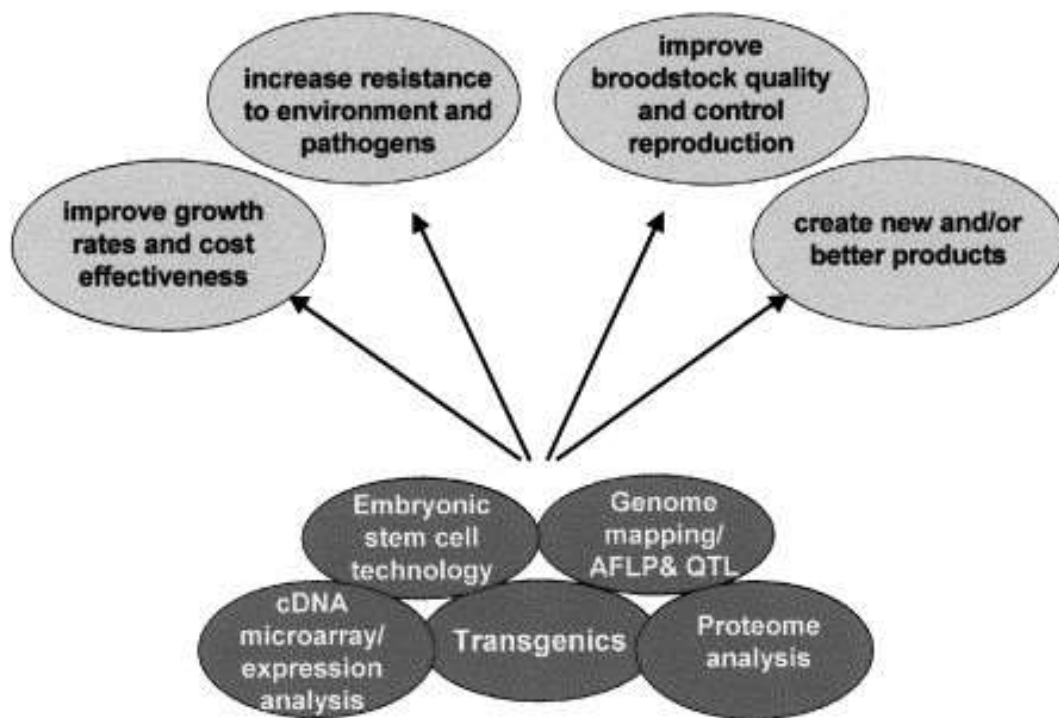 increase resistance
to environment and
pathogens
improve
broodstock quality
and control
reproduction
improve growth
rates and cost
effectiveness
create new and/or
better products
Embryonic
stem cell
technology
Genome
mapping/
AFLP& QTL
cDNA
microarray/
expression
analysis
Transgenics
Proteome
analysis